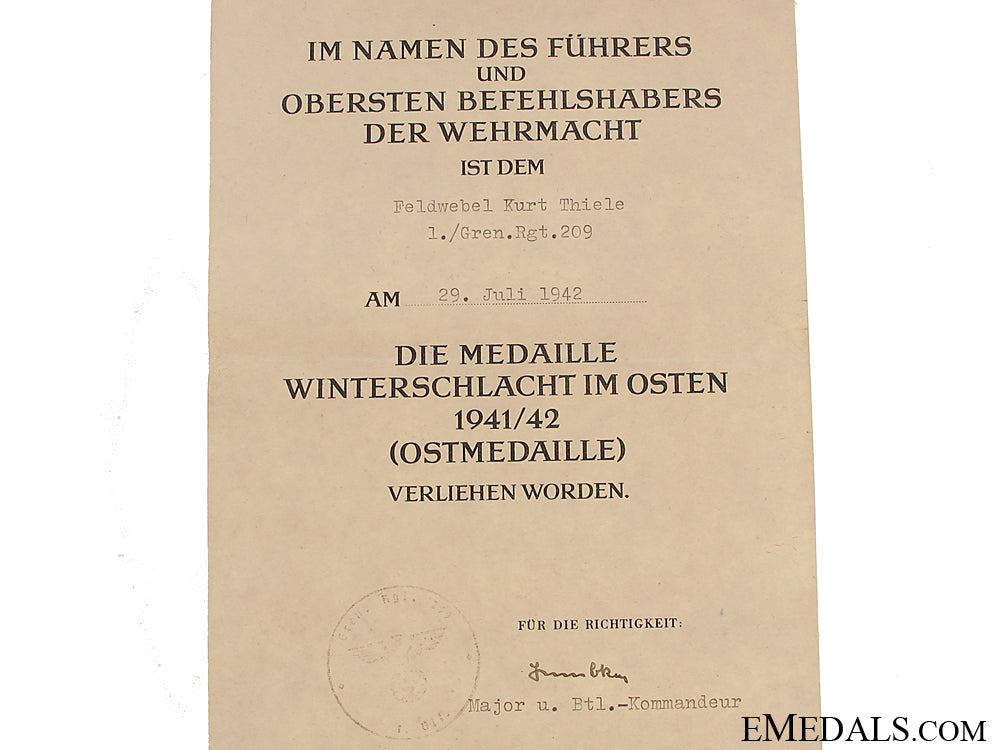 IM NAMEN DES FÜHRERS
UND
OBERSTEN BEFEHLSHABERS
DER WEHRMACHT
IST DEM
Feldwebel Kurt Thiele
1./Gren.Rgt.209
AM 29. Juli 1942
DIE MEDAILLE
WINTERSCHLACHT IM OSTEN
1941/42
(OSTMEDAILLE)
VERLIEHEN WORDEN.
FÜR DIE RICHTIGKEIT:
Major u. Btl.-Kommandeur
EMEDALS.COM